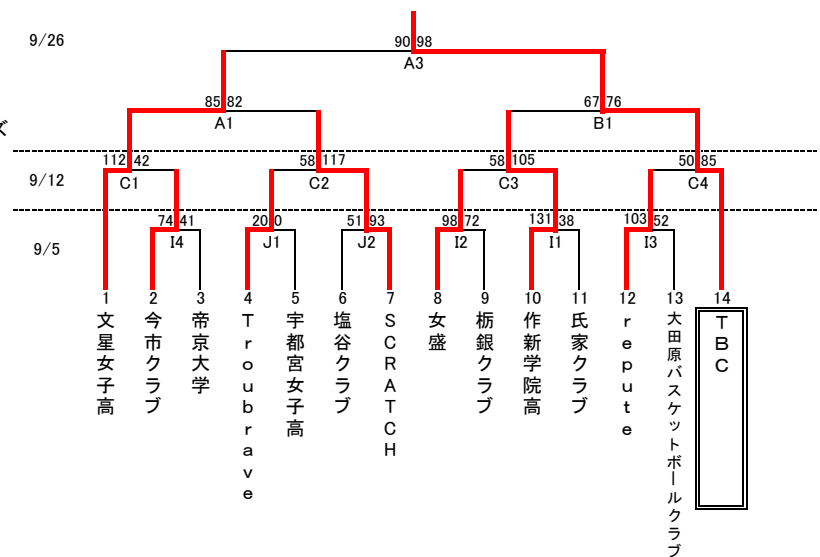 9/26
90 98
A3
85 82
67 76
A1
B1
ズ
112 42
58 117
58 105
50 85
9/12
C1
C2
C3
C4
74 41
20 0
51 93
98 72
131 38
103 52
9/5
I4
J1
J2
I2
I1
I3
1 2 3 4 5 6 7 8 9 10 11 12 13 14
文星女子高
今市クラブ
帝京大学
Troubrave
宇都宮女子高
塩谷クラブ
SCRATCH
女盛
栃銀クラブ
作新学院高
氏家クラブ
repute
大田原バスケットボールクラブ
TBC